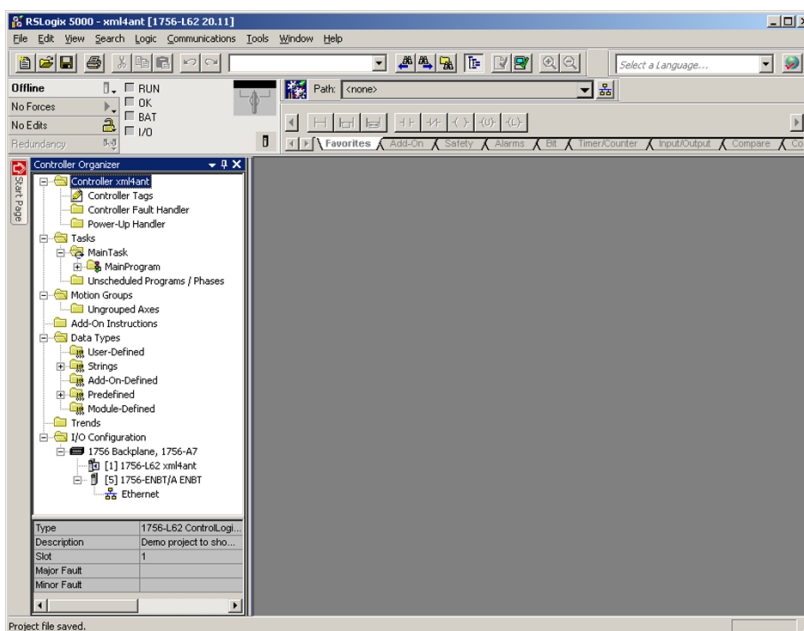 RSLogix 5000 - xml4ant [1756-L62 20.11]
File Edit View Search Logic Communications Tools Window Help
Select a Language...
Offline
RUN
Path: <none>
No Forces
OK
No Edits
BAT
I/O
Redundancy
Favorites Add-On Safety Alarms Bit Timer/Counter Input/Output Compare Co
Start Page
Controller Organizer
Controller xml4ant
Controller Tags
Controller Fault Handler
Power-Up Handler
Tasks
MainTask
MainProgram
Unscheduled Programs / Phases
Motion Groups
Ungrouped Axes
Add-On Instructions
Data Types
User-Defined
Strings
Add-On-Defined
Predefined
Module-Defined
Trends
I/O Configuration
1756 Backplane, 1756-A7
[1] 1756-L62 xml4ant
[5] 1756-ENBT/A ENBT
Ethernet
Type 1756-L62 ControlLogi...
Description Demo project to sho...
Slot 1
Major Fault
Minor Fault
Project file saved.